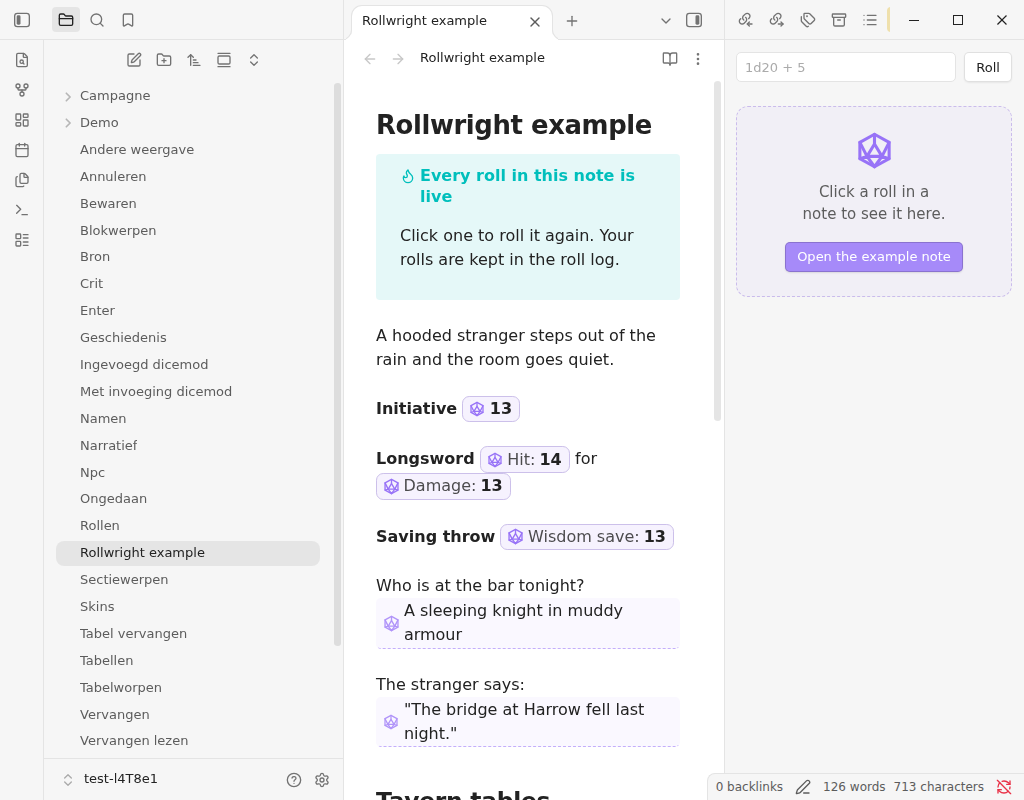 Rollwright example
1d20 + 5
Roll
Campagne
Demo
Andere weergave
Annuleren
Bewaren
Blokwerpen
Bron
Crit
Enter
Geschiedenis
Ingevoegd dicemod
Met invoeging dicemod
Namen
Narratief
Npc
Ongedaan
Rollen
Rollwright example
Sectiewerpen
Skins
Tabel vervangen
Tabellen
Tabelworpen
Vervangen
Vervangen lezen
test-l4T8e1
Rollwright example
Rollwright example
Every roll in this note is
live
Click one to roll it again. Your
rolls are kept in the roll log.
A hooded stranger steps out of the
rain and the room goes quiet.
Initiative 13
Longsword Hit: 14 for
Damage: 13
Saving throw Wisdom save: 13
Who is at the bar tonight?
A sleeping knight in muddy
armour
The stranger says:
"The bridge at Harrow fell last
night."
Tavern tables
Click a roll in a
note to see it here.
Open the example note
0 backlinks 126 words 713 characters